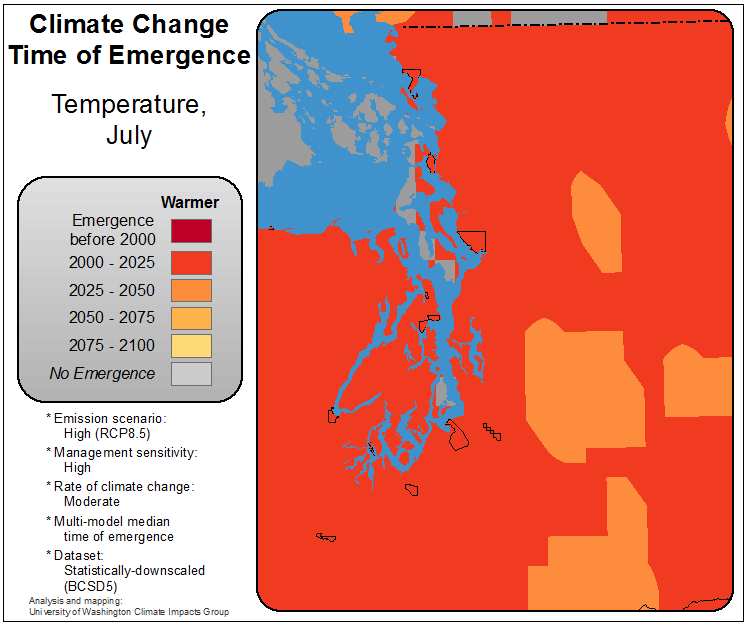 Climate Change
Time of Emergence
Temperature,
July
Warmer
Emergence
before 2000
2000 - 2025
2025 - 2050
2050 - 2075
2075 - 2100
No Emergence
* Emission scenario:
High (RCP8.5)
* Management sensitivity:
High
* Rate of climate change:
Moderate
* Multi-model median
time of emergence
* Dataset:
Statistically-downscaled
(BCSD5)
Analysis and mapping:
University of Washington Climate Impacts Group